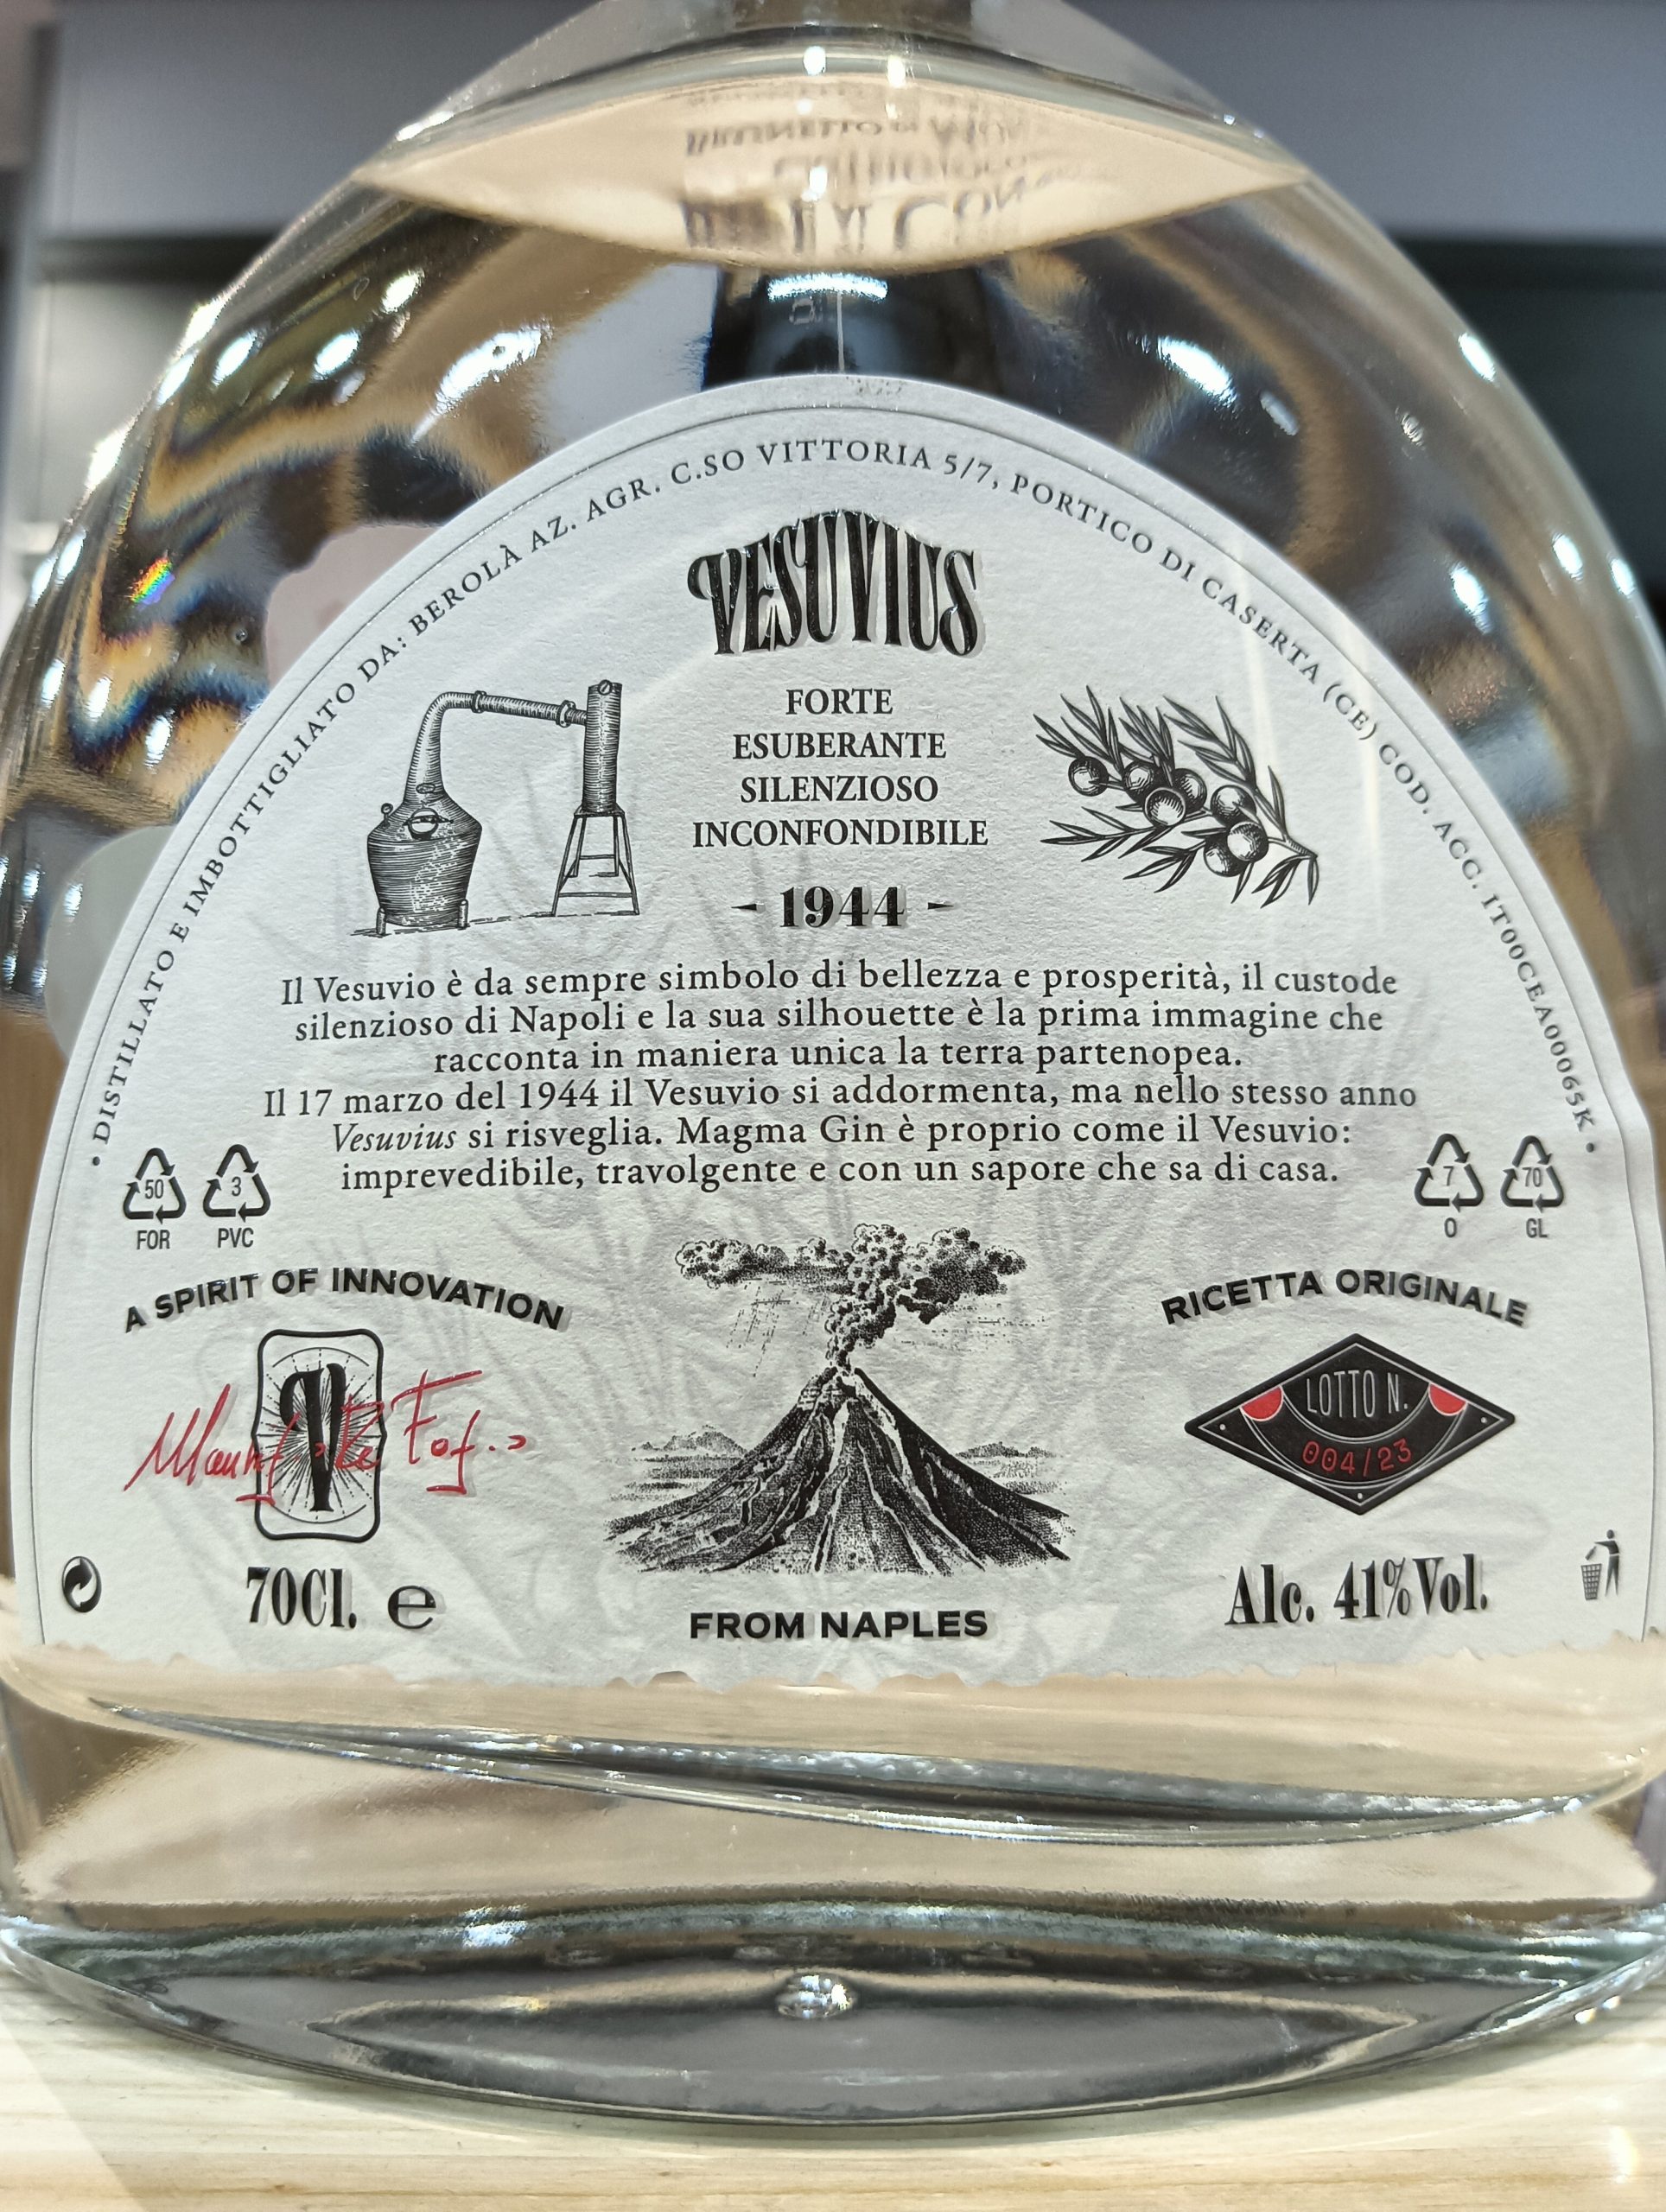 • DISTILLATO E IMBOTTIGLIATO DA: BEROLÀ AZ. AGR. C.SO VITTORIA 5/7, PORTICO DI CASERTA (CE) COD. ACC. IT00CEA00065K •
VESUVIUS
FORTE
ESUBERANTE
SILENZIOSO
INCONFONDIBILE
- 1944 -
Il Vesuvio è da sempre simbolo di bellezza e prosperità, il custode
silenzioso di Napoli e la sua silhouette è la prima immagine che
racconta in maniera unica la terra partenopea.
Il 17 marzo del 1944 il Vesuvio si addormenta, ma nello stesso anno
Vesuvius si risveglia. Magma Gin è proprio come il Vesuvio:
imprevedibile, travolgente e con un sapore che sa di casa.
50
FOR
3
PVC
7
O
70
GL
A SPIRIT OF INNOVATION
V
RICETTA ORIGINALE
LOTTO N.
004/23
70Cl. e
FROM NAPLES
Alc. 41% Vol.